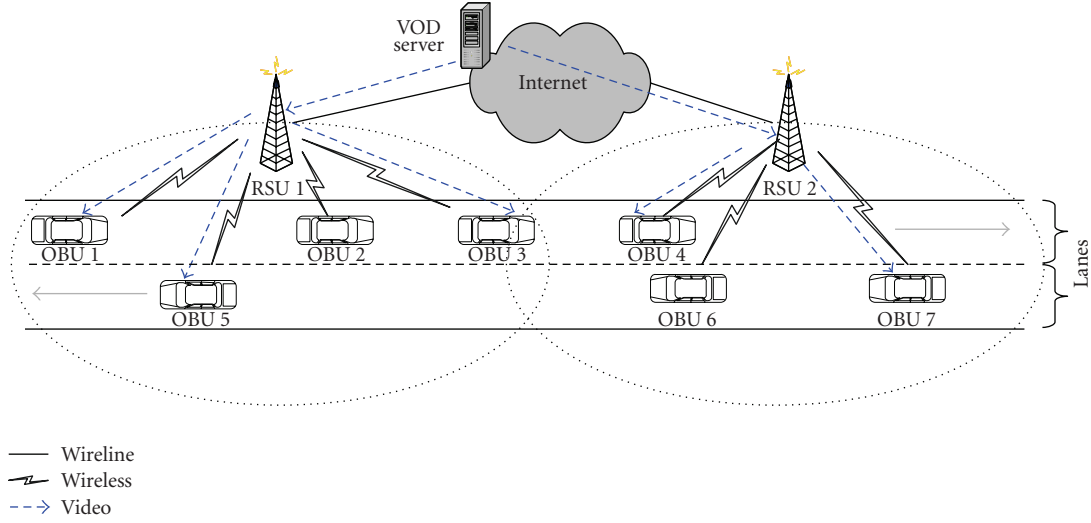 VOD
server
Internet
RSU 1
RSU 2
OBU 1
OBU 2
OBU 3
OBU 4
OBU 5
OBU 6
OBU 7
Lanes
Wireline
Wireless
Video